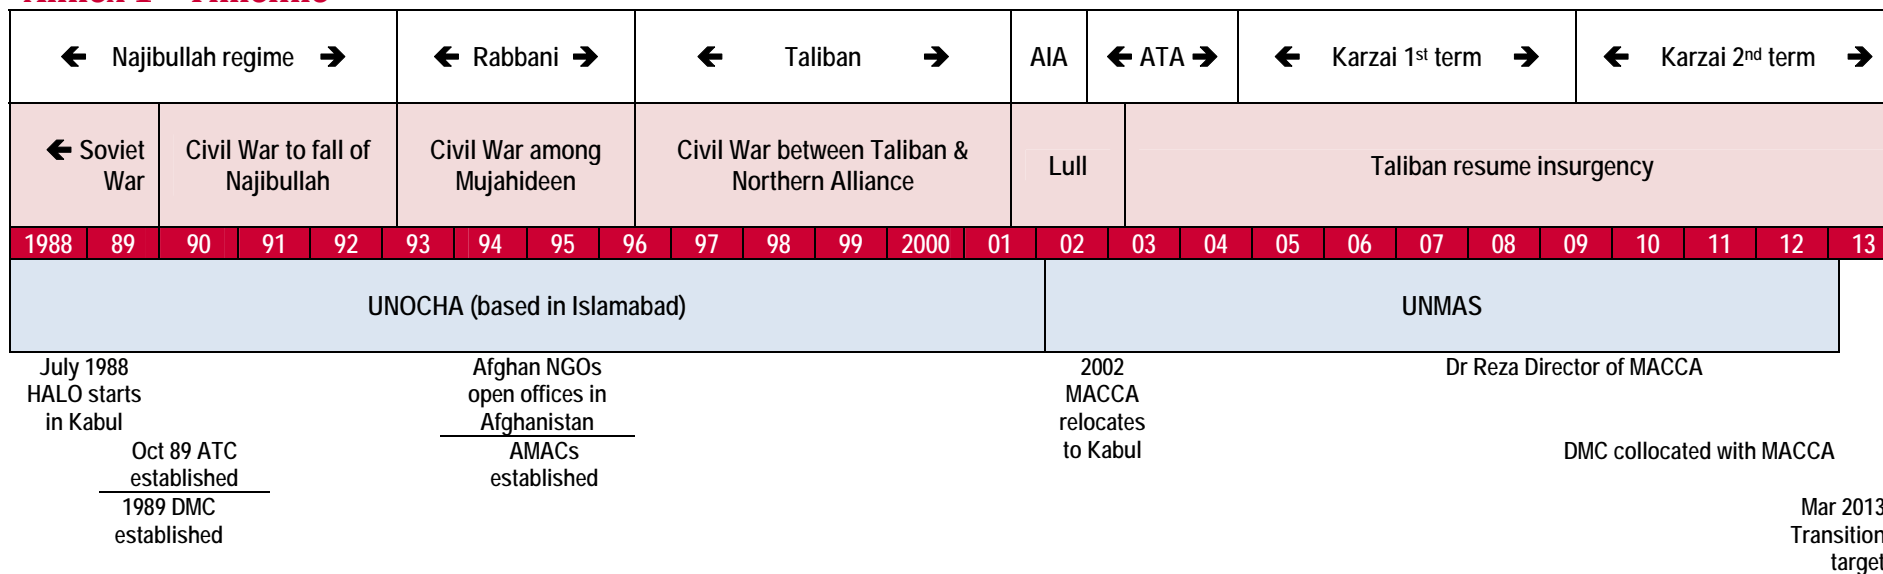 ← Najibullah regime → ← Rabbani → ← Taliban → AIA ← ATA → ← Karzai 1st term → ← Karzai 2nd term →
← Soviet
War
Civil War to fall of
Najibullah
Civil War among
Mujahideen
Civil War between Taliban &
Northern Alliance
Lull
Taliban resume insurgency
1988 89 90 91 92 93 94 95 96 97 98 99 2000 01 02 03 04 05 06 07 08 09 10 11 12 13
UNOCHA (based in Islamabad)
UNMAS
July 1988
HALO starts
in Kabul
Oct 89 ATC
established
1989 DMC
established
Afghan NGOs
open offices in
Afghanistan
AMACs
established
2002
MACCA
relocates
to Kabul
Dr Reza Director of MACCA
DMC collocated with MACCA
Mar 2013
Transition
target